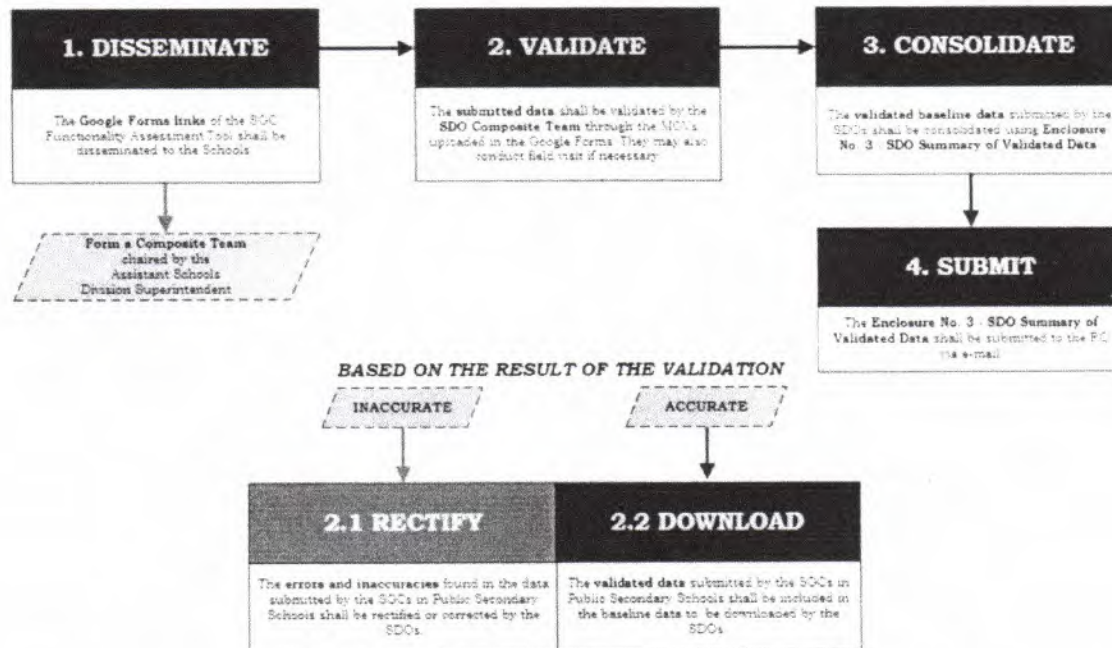 1. DISSEMINATE
The Google Forms links of the SGC
Functionality Assessment Tool shall be
disseminated to the Schools
Form a Composite Team
chaired by the
Assistant Schools
Division Superintendent
2. VALIDATE
The submitted data shall be validated by the
SDO Composite Team through the MOVs
uploaded in the Google Forms. They may also
conduct field visit if necessary
3. CONSOLIDATE
The validated baseline data submitted by the
SDOs shall be consolidated using Enclosure
No. 3 - SDO Summary of Validated Data
4. SUBMIT
The Enclosure No. 3 - SDO Summary of
Validated Data shall be submitted to the RO
via e-mail
BASED ON THE RESULT OF THE VALIDATION
INACCURATE
ACCURATE
2.1 RECTIFY
The errors and inaccuracies found in the data
submitted by the SGCs in Public Secondary
Schools shall be rectified or corrected by the
SDOs.
2.2 DOWNLOAD
The validated data submitted by the SGCs in
Public Secondary Schools shall be included in
the baseline data to be downloaded by the
SDOs